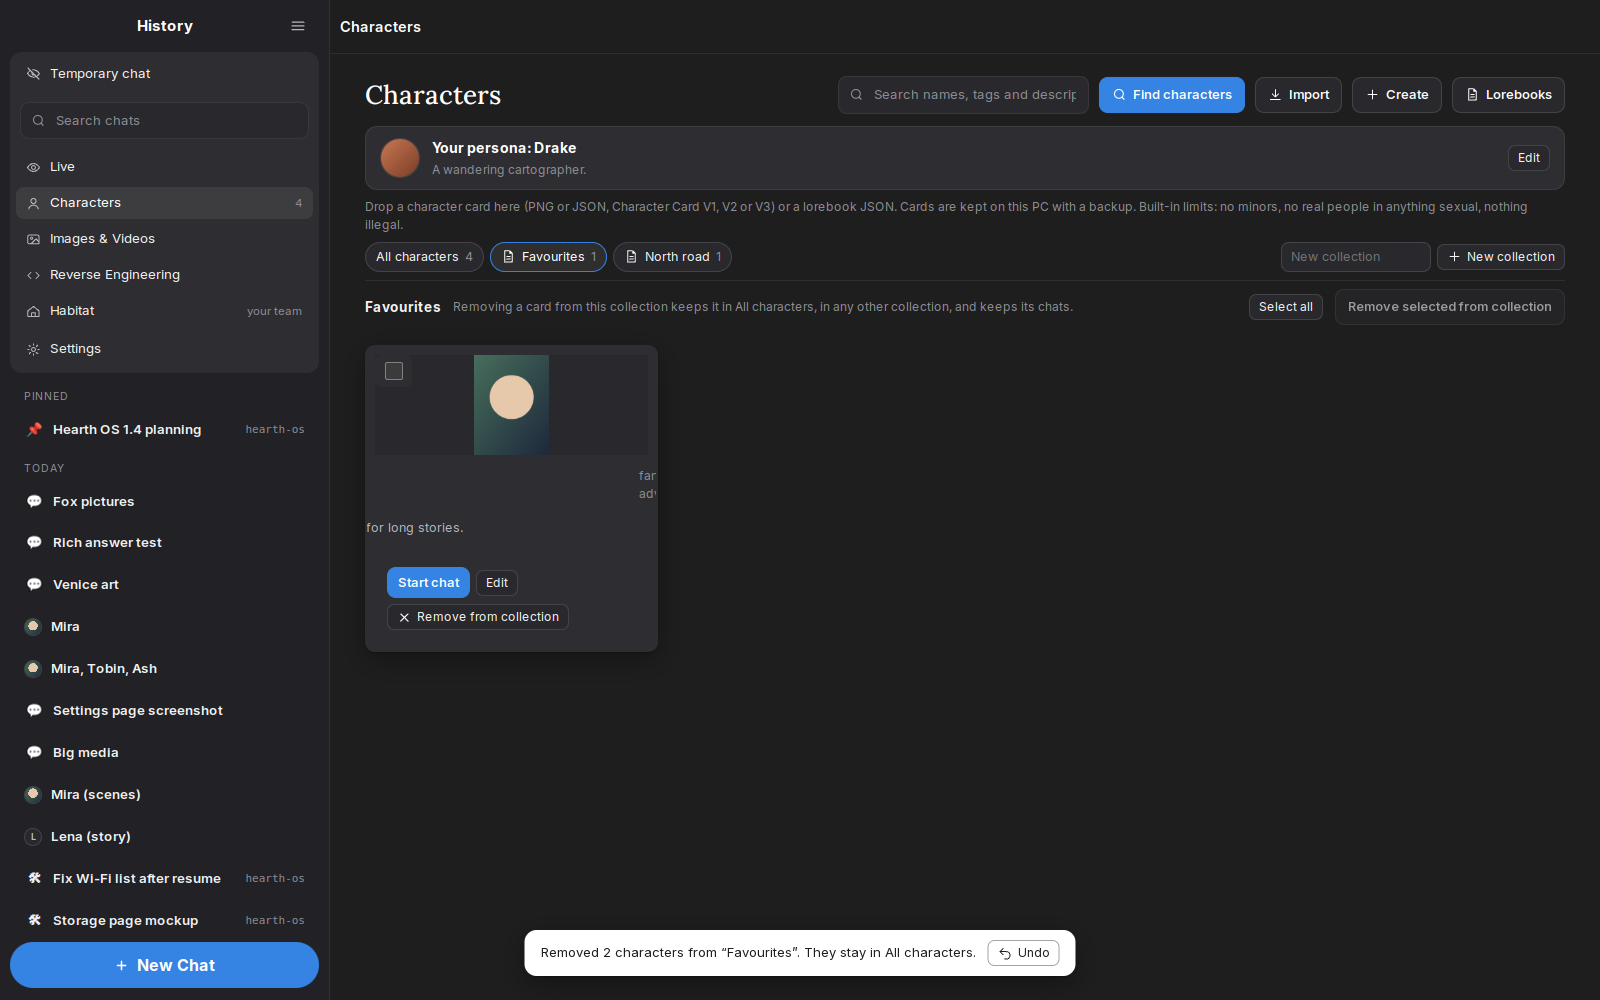 History
Characters
Temporary chat
Search chats
Live
Characters 4
Images & Videos
Reverse Engineering
Habitat your team
Settings
PINNED
Hearth OS 1.4 planning hearth-os
TODAY
Fox pictures
Rich answer test
Venice art
Mira
Mira, Tobin, Ash
Settings page screenshot
Big media
Mira (scenes)
L Lena (story)
Fix Wi-Fi list after resume hearth-os
Storage page mockup hearth-os
+ New Chat
Characters
Search names, tags and descrip
Find characters
Import
+ Create
Lorebooks
Your persona: Drake
A wandering cartographer.
Edit
Drop a character card here (PNG or JSON, Character Card V1, V2 or V3) or a lorebook JSON. Cards are kept on this PC with a backup. Built-in limits: no minors, no real people in anything sexual, nothing
illegal.
All characters 4
Favourites 1
North road 1
New collection
+ New collection
Favourites
Removing a card from this collection keeps it in All characters, in any other collection, and keeps its chats.
Select all
Remove selected from collection
for long stories.
Start chat
Edit
Remove from collection
Removed 2 characters from “Favourites”. They stay in All characters.
Undo